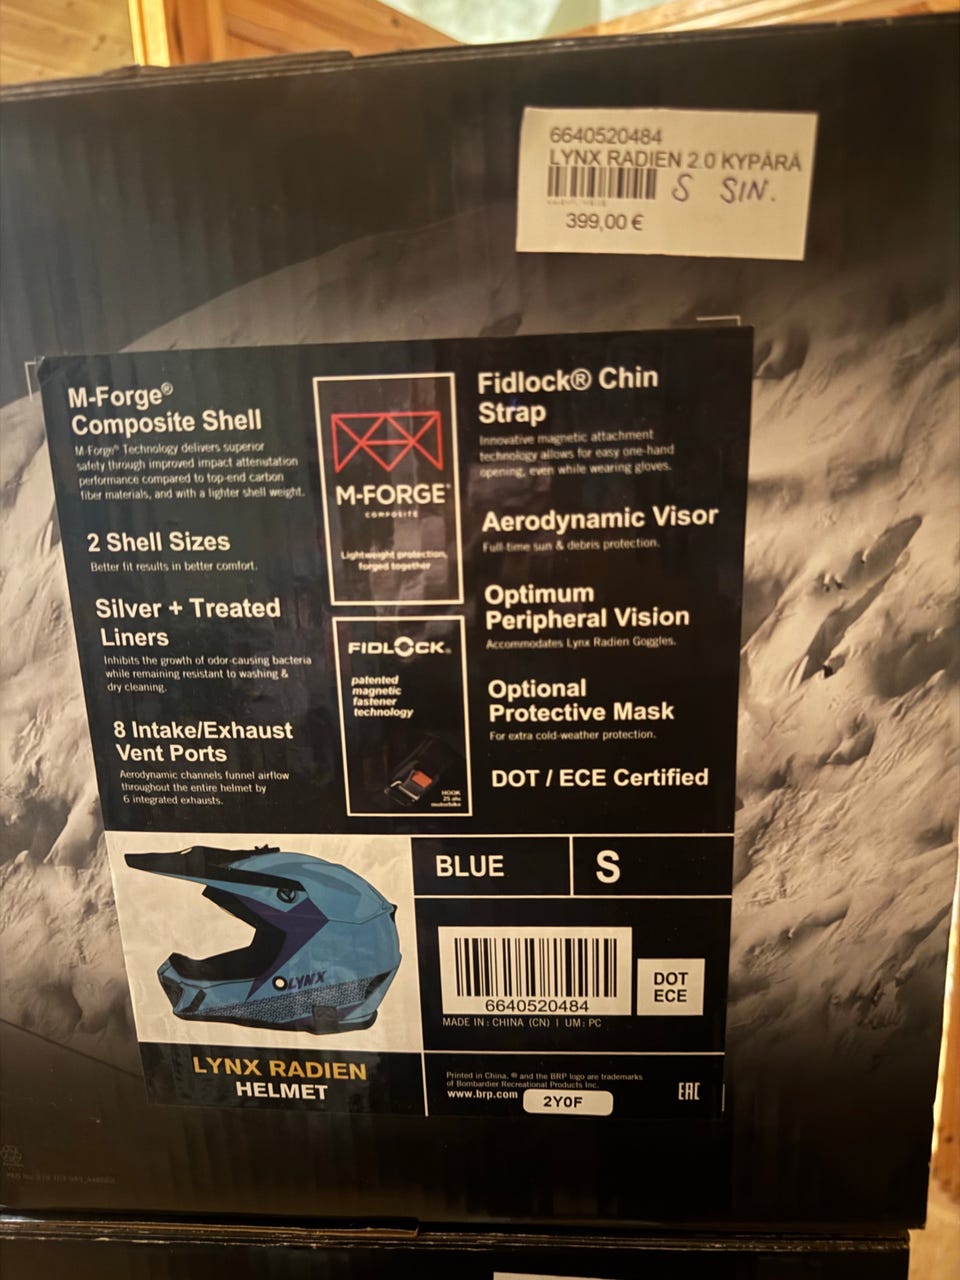 6640520484
LYNX RADIEN 2.0 KYPÄRÄ
S SIN.
399,00 €
M-Forge®
Composite Shell
M-Forge® Technology delivers superior
safety through improved impact attenutation
performance compared to top-end carbon
fiber materials, and with a lighter shell weight.
2 Shell Sizes
Better fit results in better comfort.
Silver + Treated
Liners
Inhibits the growth of odor-causing bacteria
while remaining resistant to washing &
dry cleaning.
8 Intake/Exhaust
Vent Ports
Aerodynamic channels funnel airflow
throughout the entire helmet by
6 integrated exhausts.
M-FORGE®
COMPOSITE
Lightweight protection,
forged together
FIDLOCK®
patented
magnetic
fastener
technology
HOOK
25 alu
motorbike
Fidlock® Chin
Strap
Innovative magnetic attachment
technology allows for easy one-hand
opening, even while wearing gloves.
Aerodynamic Visor
Full-time sun & debris protection.
Optimum
Peripheral Vision
Accommodates Lynx Radien Goggles.
Optional
Protective Mask
For extra cold-weather protection.
DOT / ECE Certified
LYNX
LYNX RADIEN
HELMET
BLUE
S
6640520484
MADE IN : CHINA (CN) | UM: PC
DOT
ECE
Printed in China. ® and the BRP logo are trademarks
of Bombardier Recreational Products Inc.
www.brp.com
2Y0F
EAC